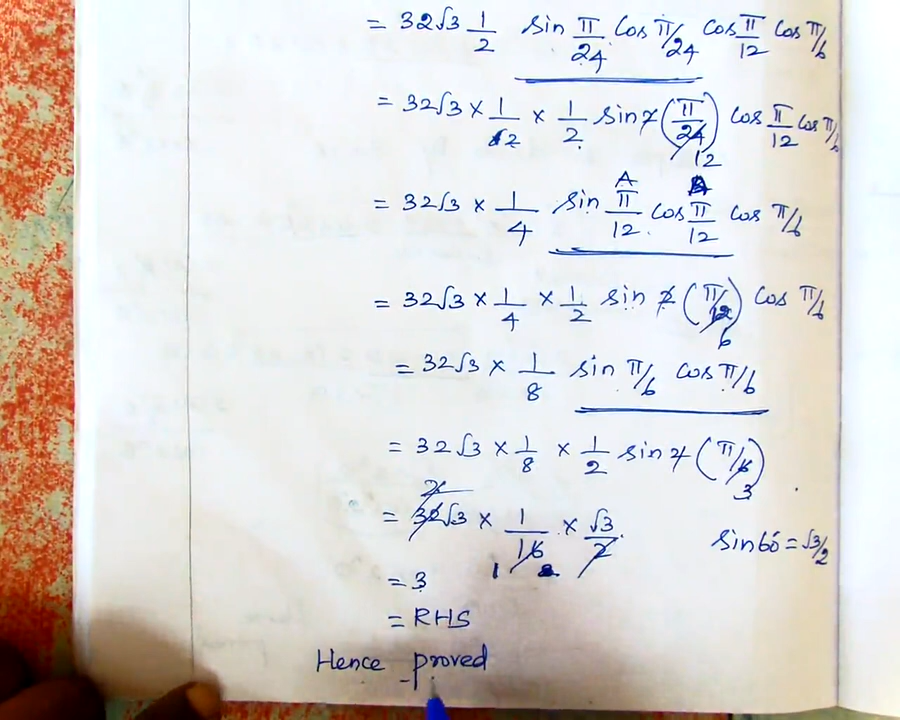 = 32√3 1/2 sin π/24 cos π/24 cos π/12 cos π/6
= 32√3 × 1/2 × 1/2 sin 2(π/24) 12 cos π/12 cos π/6
A A
= 32√3 × 1/4 sin π/12 cos π/12 cos π/6
= 32√3 × 1/4 × 1/2 sin 2(π/12) 6 cos π/6
= 32√3 × 1/8 sin π/6 cos π/6
= 32√3 × 1/8 × 1/2 sin 2(π/6) 3
= 32√3 × 1/16 × √3/2 sin 60 = √3/2
= 3
= RHS
Hence proved